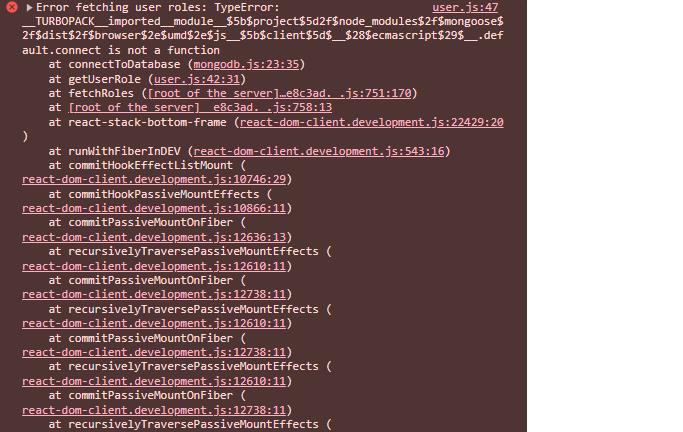 ▶Error fetching user roles: TypeError: user.js:47
__TURBOPACK__imported__module__$5b$project$5d2f$node_modules$2f$mongoose$
2f$dist$2f$browser$2e$umd$2e$js__$5b$client$5d$__$28$ecmascript$29$__.def
ault.connect is not a function
at connectToDatabase (mongodb.js:23:35)
at getUserRole (user.js:42:31)
at fetchRoles ([root of the server]…e8c3ad._.js:751:170)
at [root of the server]__e8c3ad._.js:758:13
at react-stack-bottom-frame (react-dom-client.development.js:22429:20
)
at runWithFiberInDEV (react-dom-client.development.js:543:16)
at commitHookEffectListMount (
react-dom-client.development.js:10746:29)
at commitHookPassiveMountEffects (
react-dom-client.development.js:10866:11)
at commitPassiveMountOnFiber (
react-dom-client.development.js:12636:13)
at recursivelyTraversePassiveMountEffects (
react-dom-client.development.js:12610:11)
at commitPassiveMountOnFiber (
react-dom-client.development.js:12738:11)
at recursivelyTraversePassiveMountEffects (
react-dom-client.development.js:12610:11)
at commitPassiveMountOnFiber (
react-dom-client.development.js:12738:11)
at recursivelyTraversePassiveMountEffects (
react-dom-client.development.js:12610:11)
at commitPassiveMountOnFiber (
react-dom-client.development.js:12738:11)
at recursivelyTraversePassiveMountEffects (